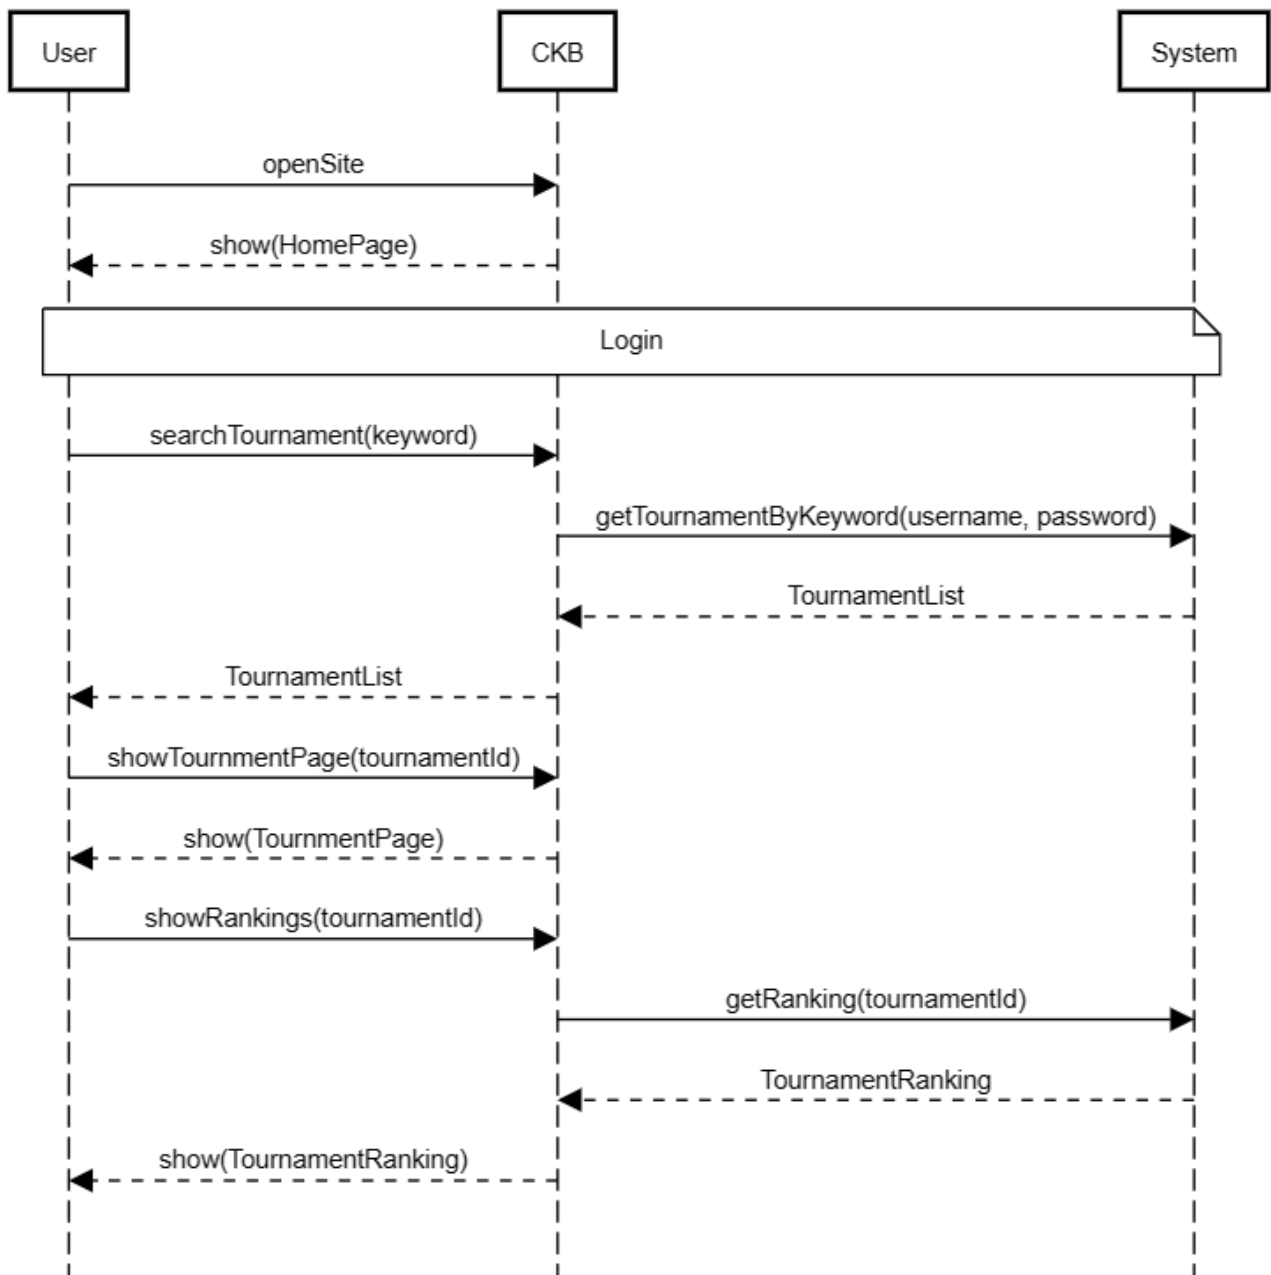 User
CKB
System
openSite
show(HomePage)
Login
searchTournament(keyword)
getTournamentByKeyword(username, password)
TournamentList
TournamentList
showTournmentPage(tournamentId)
show(TournmentPage)
showRankings(tournamentId)
getRanking(tournamentId)
TournamentRanking
show(TournamentRanking)